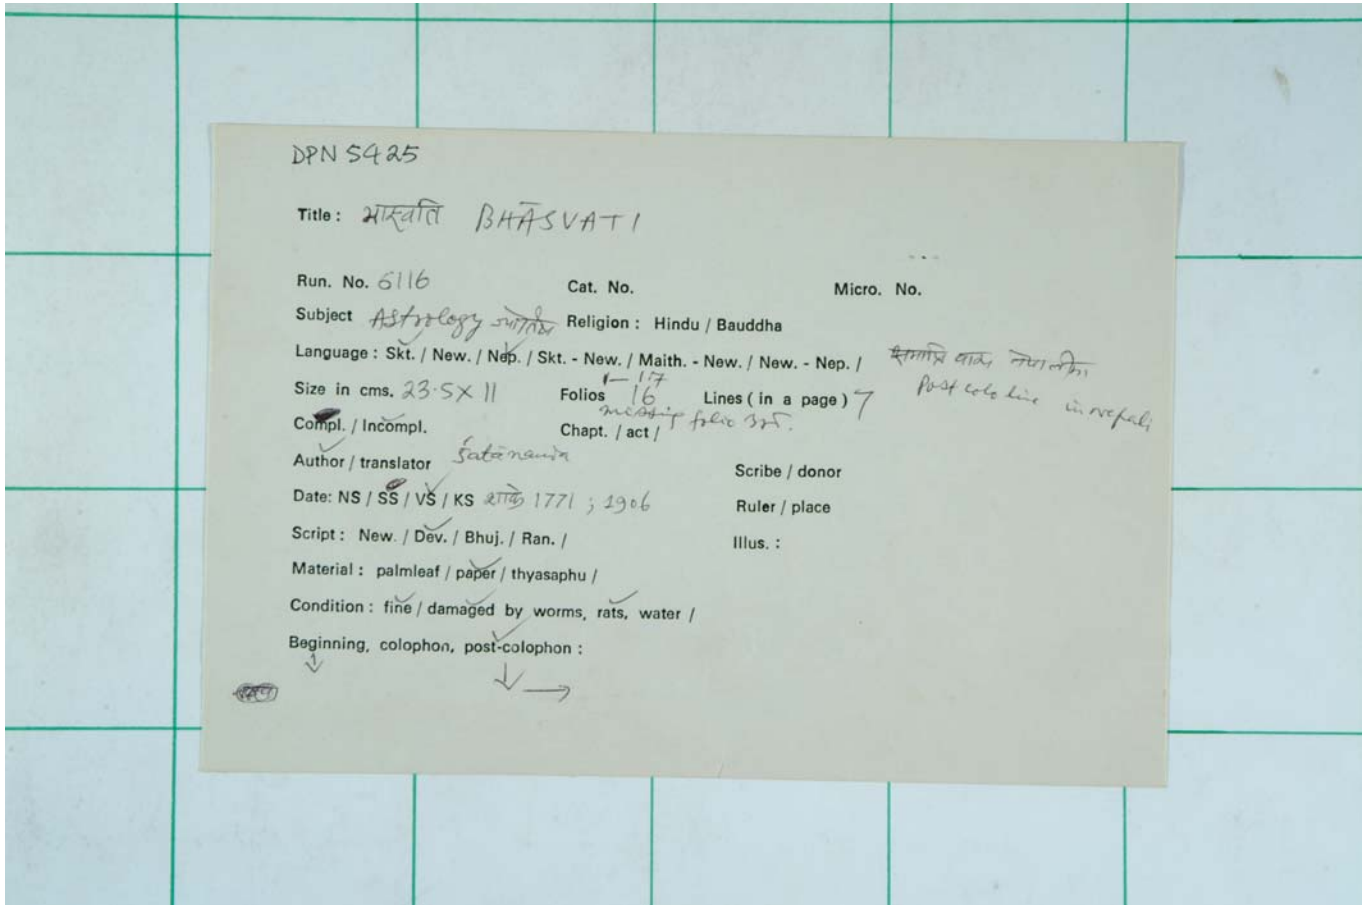 DPN 5425
Title : भास्वति BHĀSVATI
Run. No. 6116 Cat. No. Micro. No.
Subject Astrology ज्योतिष Religion : Hindu / Bauddha
Language : Skt. / New. / Nep. / Skt. - New. / Maith. - New. / New. - Nep. /
Post colo line in nepali
1-17
Size in cms. 23.5 X 11 Folios 16 Lines ( in a page ) 7
missing folio
Compl. / Incompl. Chapt. / act /
Author / translator Śatānanda Scribe / donor
Date: NS / SS / VS / KS शाके 1771 ; 1906 Ruler / place
Script : New. / Dev. / Bhuj. / Ran. / Illus. :
Material : palmleaf / paper / thyasaphu /
Condition : fine / damaged by worms, rats, water /
Beginning, colophon, post-colophon :